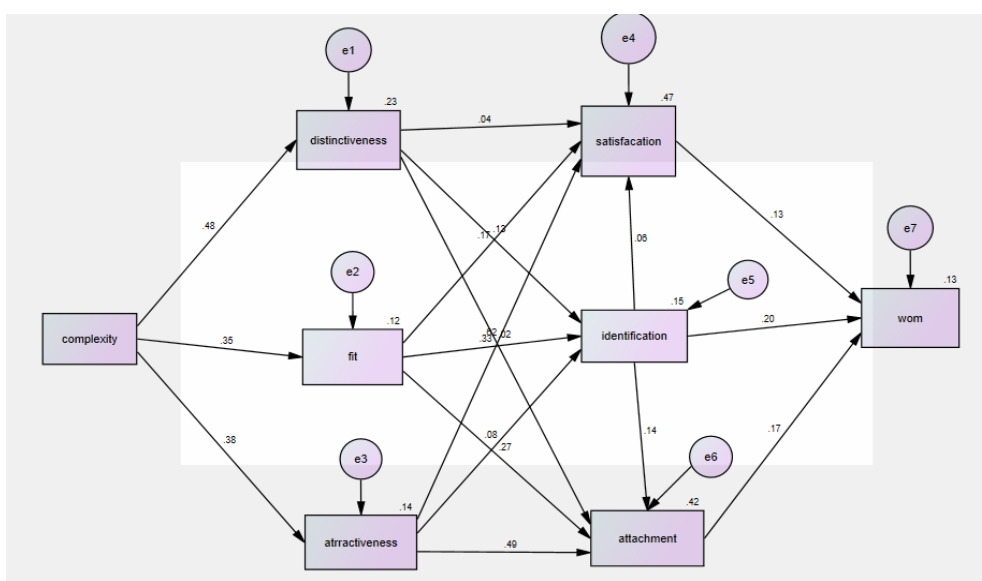 e1
e4
.23
.47
distinctiveness
.04
satisfacation
.48
.13
.17
.13
.06
e7
e2
e5
.13
.12
.15
wom
complexity
.35
fit
.33
.02
identification
.20
.38
.08
.27
.14
.17
e3
e6
.14
.42
atrractiveness
.49
attachment